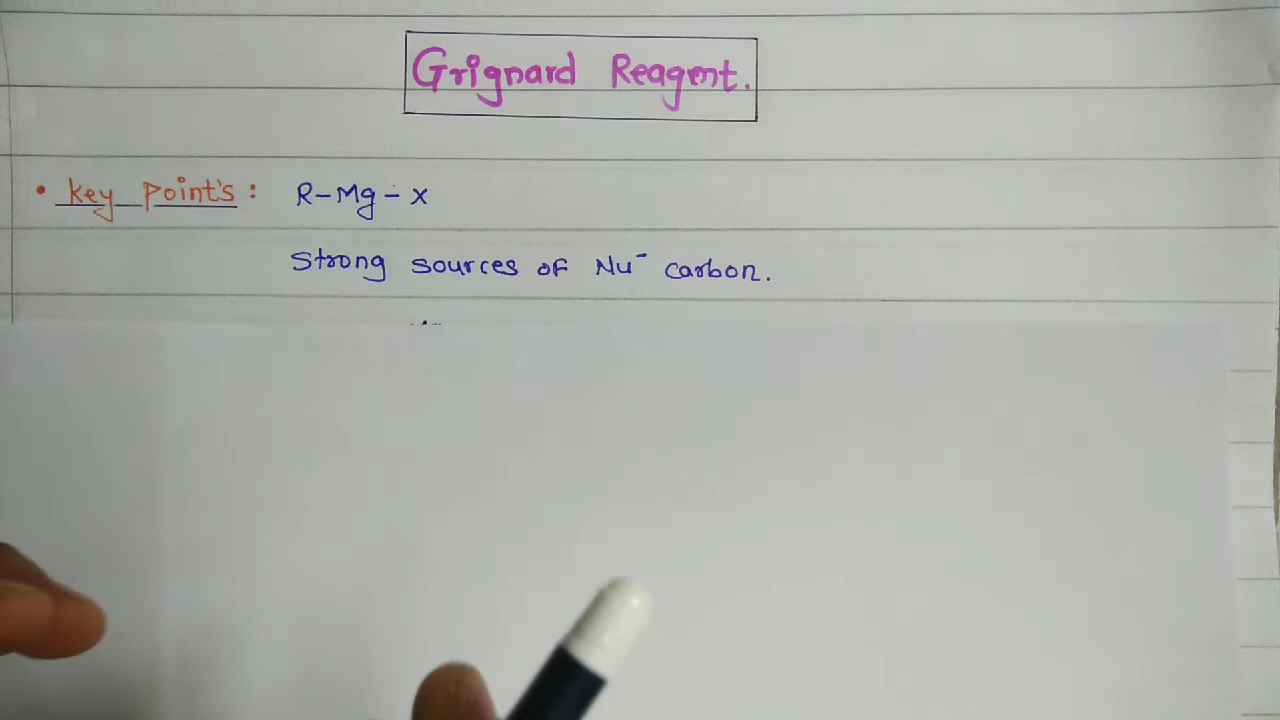 Grignard Reagent.
• Key Point's : R-Mg-X
Strong sources of Nu⁻ carbon.